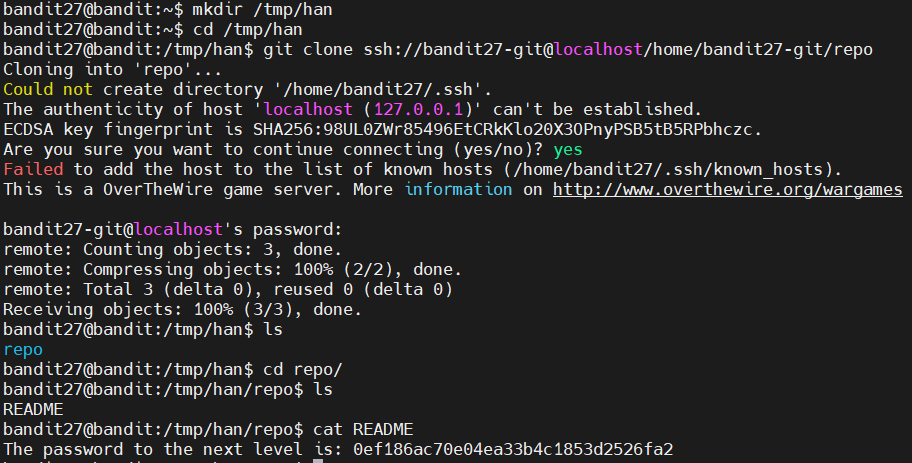 bandit27@bandit:~$ mkdir /tmp/han
bandit27@bandit:~$ cd /tmp/han
bandit27@bandit:/tmp/han$ git clone ssh://bandit27-git@localhost/home/bandit27-git/repo
Cloning into 'repo'...
Could not create directory '/home/bandit27/.ssh'.
The authenticity of host 'localhost (127.0.0.1)' can't be established.
ECDSA key fingerprint is SHA256:98UL0ZWr85496EtCRkKlo20X3OPnyPSB5tB5RPbhczc.
Are you sure you want to continue connecting (yes/no)? yes
Failed to add the host to the list of known hosts (/home/bandit27/.ssh/known_hosts).
This is a OverTheWire game server. More information on http://www.overthewire.org/wargames
bandit27-git@localhost's password:
remote: Counting objects: 3, done.
remote: Compressing objects: 100% (2/2), done.
remote: Total 3 (delta 0), reused 0 (delta 0)
Receiving objects: 100% (3/3), done.
bandit27@bandit:/tmp/han$ ls
repo
bandit27@bandit:/tmp/han$ cd repo/
bandit27@bandit:/tmp/han/repo$ ls
README
bandit27@bandit:/tmp/han/repo$ cat README
The password to the next level is: 0ef186ac70e04ea33b4c1853d2526fa2